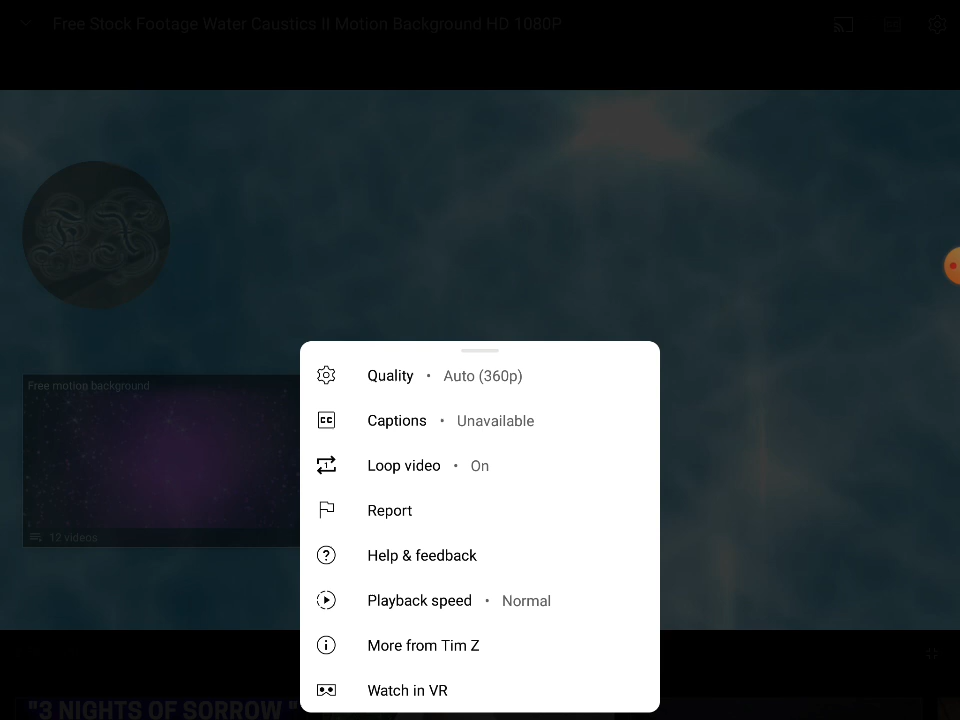 Free Stock Footage Water Caustics II Motion Background HD 1080P
Free motion background
12 videos
Quality • Auto (360p)
Captions • Unavailable
Loop video • On
Report
Help & feedback
Playback speed • Normal
More from Tim Z
Watch in VR
"3 NIGHTS OF SORROW "